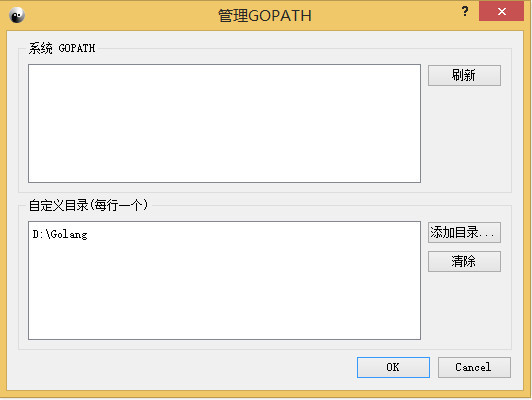 管理GOPATH
?
系统 GOPATH
刷新
自定义目录(每行一个)
D:\Golang
添加目录...
清除
OK
Cancel